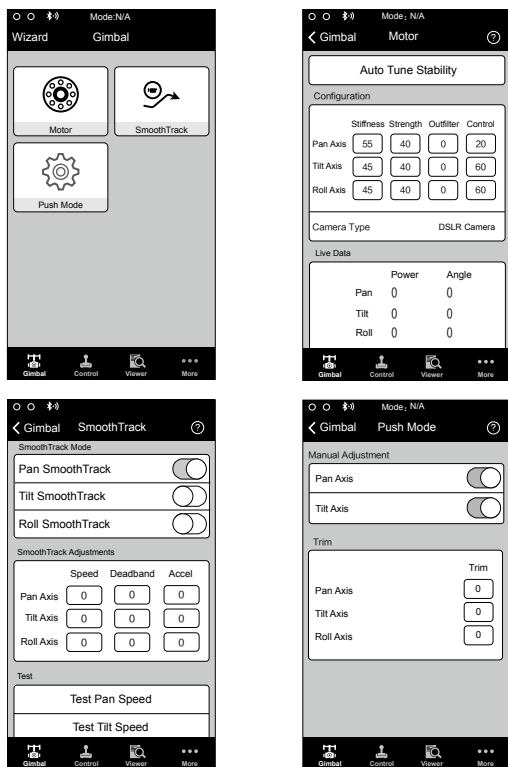 Mode:N/A
Wizard Gimbal
Motor SmoothTrack
Push Mode
Gimbal Control Viewer More
Mode: N/A
Gimbal Motor ?
Auto Tune Stability
Configuration
Stiffness Strength Outfilter Control
Pan Axis 55 40 0 20
Tilt Axis 45 40 0 60
Roll Axis 45 40 0 60
Camera Type DSLR Camera
Live Data
Power Angle
Pan 0 0
Tilt 0 0
Roll 0 0
Gimbal Control Viewer More
Gimbal SmoothTrack ?
SmoothTrack Mode
Pan SmoothTrack
Tilt SmoothTrack
Roll SmoothTrack
SmoothTrack Adjustments
Speed Deadband Accel
Pan Axis 0 0 0
Tilt Axis 0 0 0
Roll Axis 0 0 0
Test
Test Pan Speed
Test Tilt Speed
Gimbal Control Viewer More
Mode: N/A
Gimbal Push Mode ?
Manual Adjustment
Pan Axis
Tilt Axis
Trim
Trim
Pan Axis 0
Tilt Axis 0
Roll Axis 0
Gimbal Control Viewer More